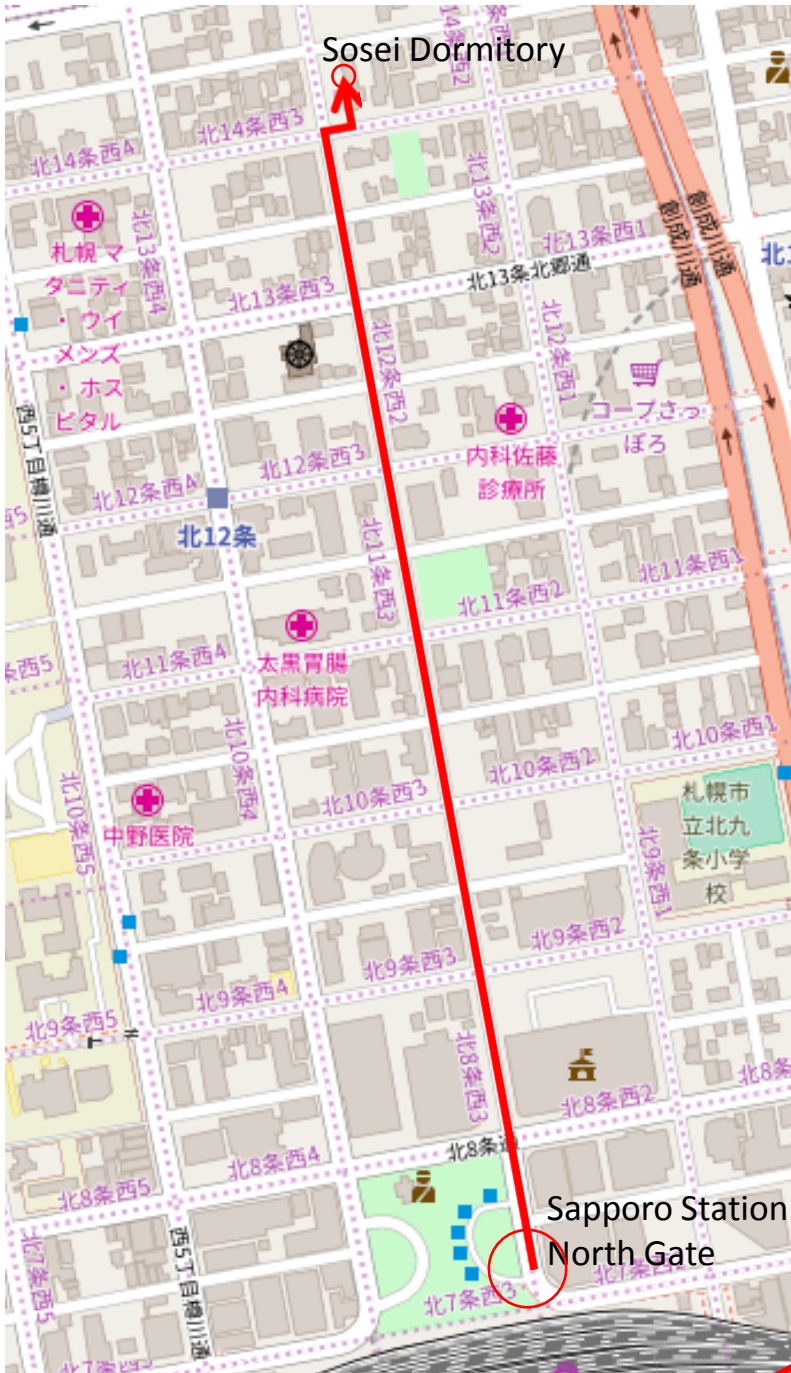 Sosei Dormitory
北14条西2
北14条西3
北14条西4
札幌マ
タニティ
・ウイ
メンズ
・ホス
ピタル
北13条西4
北13条西2
北13条西1
創成川通
創成川通
北13条北郷通
北13条西3
北12条西2
北12条西1
コープさっ
ぽろ
内科佐藤
診療所
西5丁目樽川通
北12条西3
北12条西4
北12条
北11条西3
北11条西1
北11条西2
北11条西4
太黒胃腸
内科病院
北10条西4
北10条西1
北10条西2
北10条西3
北10条西5
中野医院
札幌市
立北九
条小学
校
北9条西1
北9条西2
北9条西3
北9条西4
北9条西5
北8条西3
北8条西2
北8条通
北8条西4
北8条西5
Sapporo Station
North Gate
北7条西3
北7条西5
西5丁目樽川通